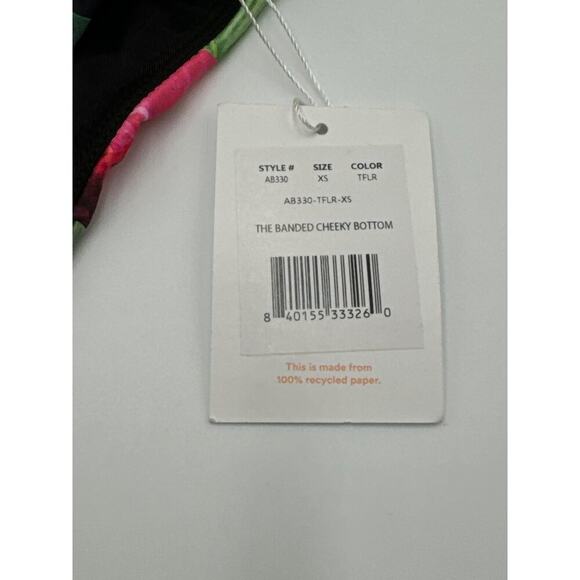 STYLE # SIZE COLOR
AB330 XS TFLR
AB330-TFLR-XS
THE BANDED CHEEKY BOTTOM
8 40155 33326 0
This is made from
100% recycled paper.